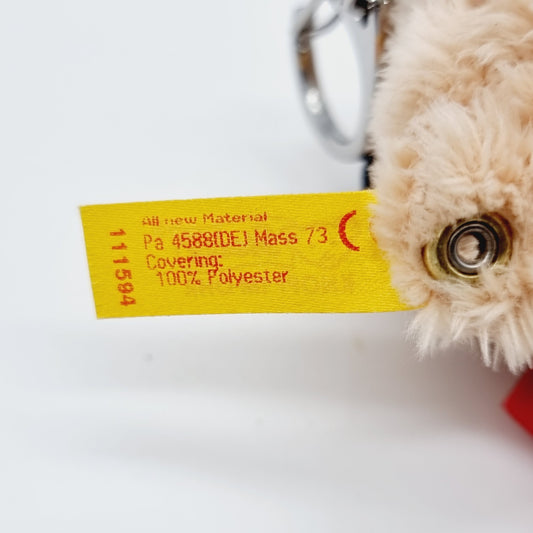 All new Material
Pa 4588(DE) Mass 73
Covering:
100% Polyester
111594